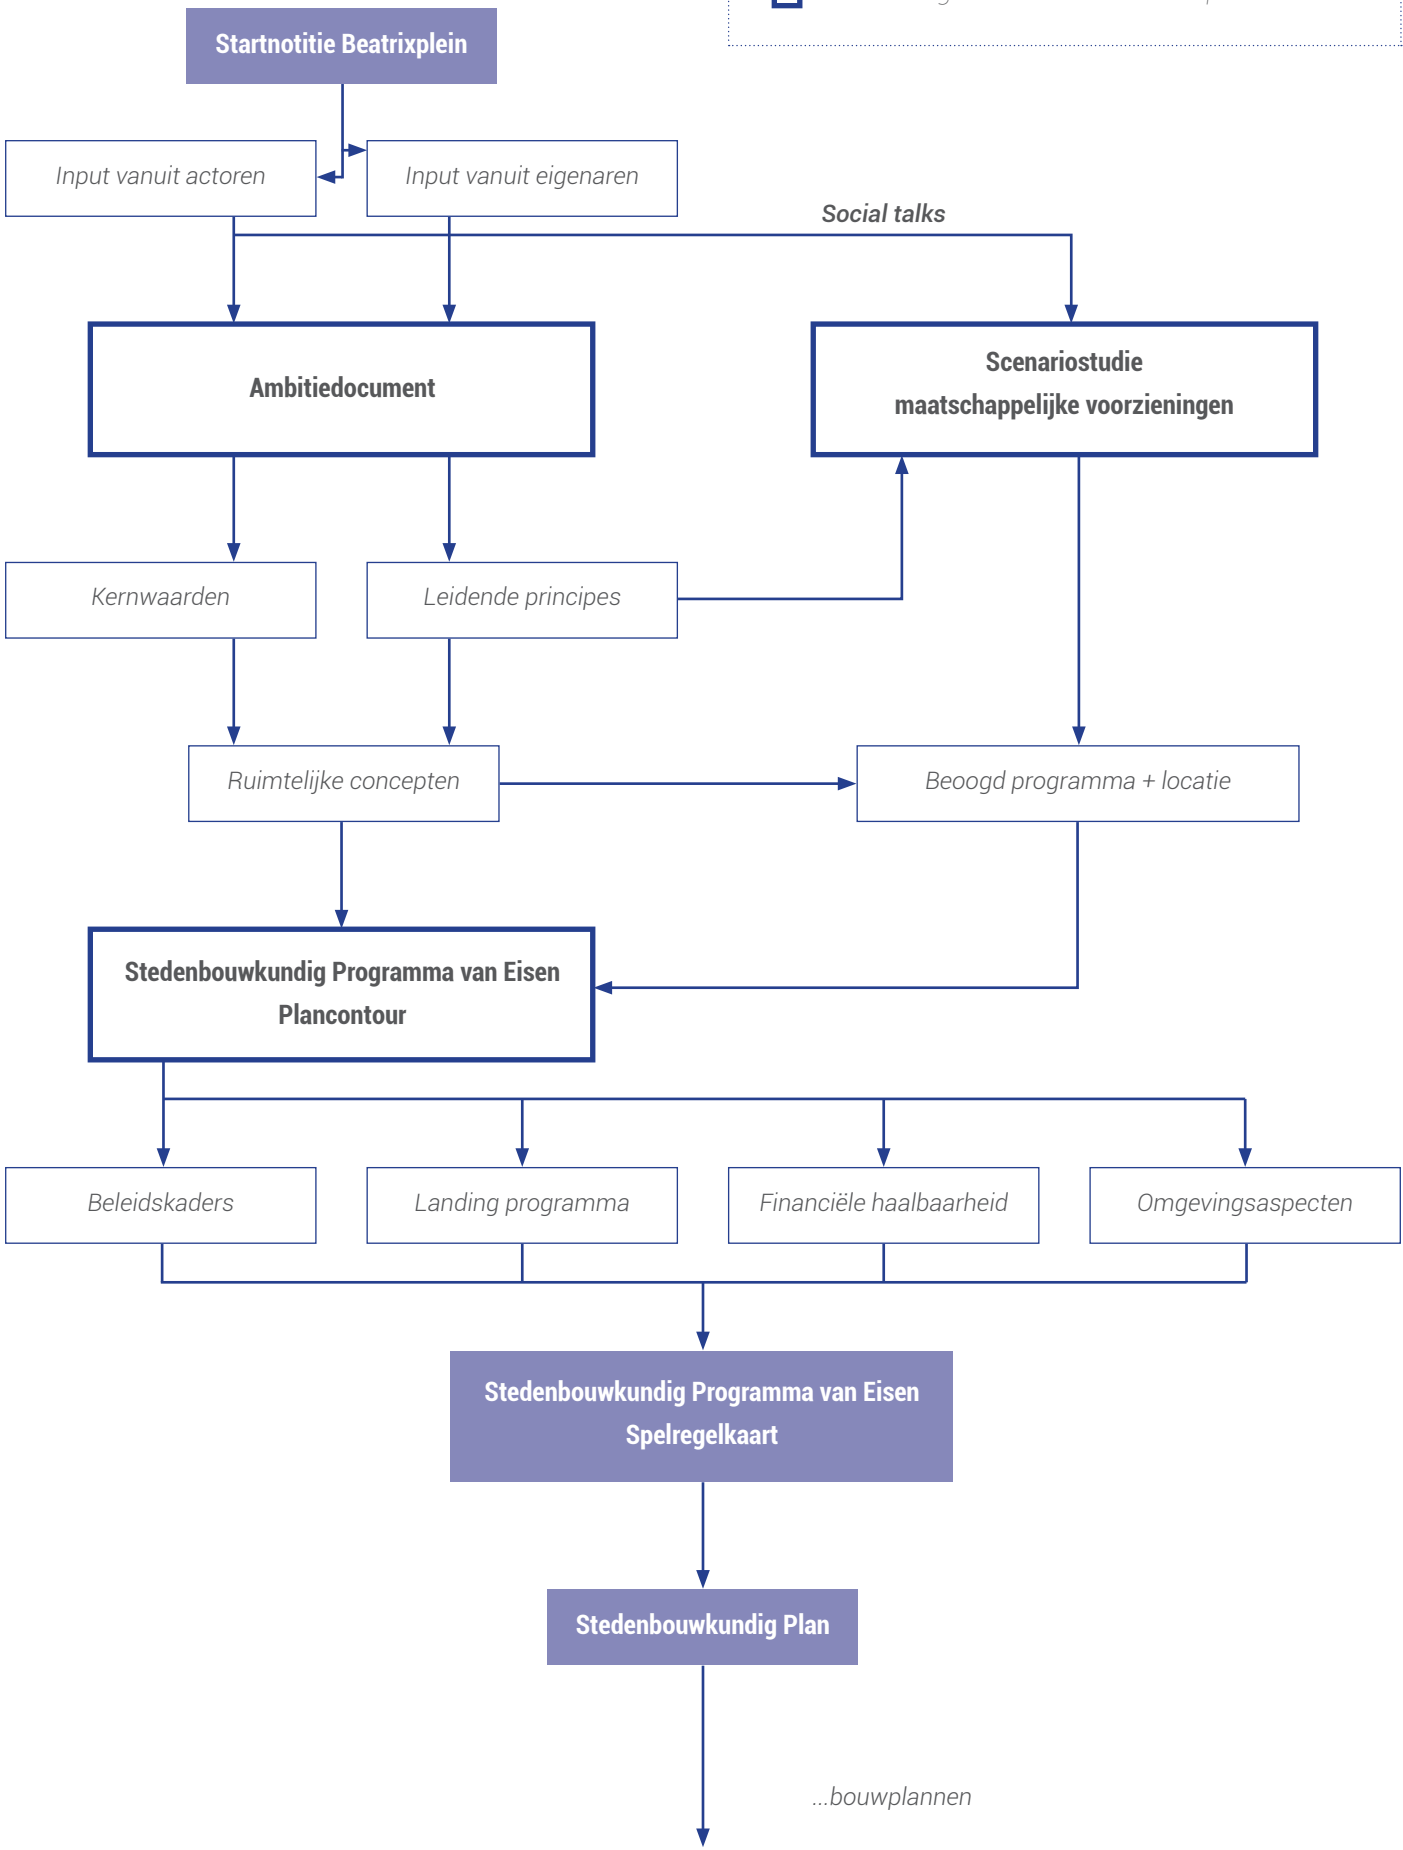 Startnotitie Beatrixplein
Input vanuit actoren
Input vanuit eigenaren
Social talks
Ambitiedocument
Scenariostudie
maatschappelijke voorzieningen
Kernwaarden
Leidende principes
Ruimtelijke concepten
Beoogd programma + locatie
Stedenbouwkundig Programma van Eisen
Plancontour
Beleidskaders
Landing programma
Financiële haalbaarheid
Omgevingsaspecten
Stedenbouwkundig Programma van Eisen
Spelregelkaart
Stedenbouwkundig Plan
...bouwplannen